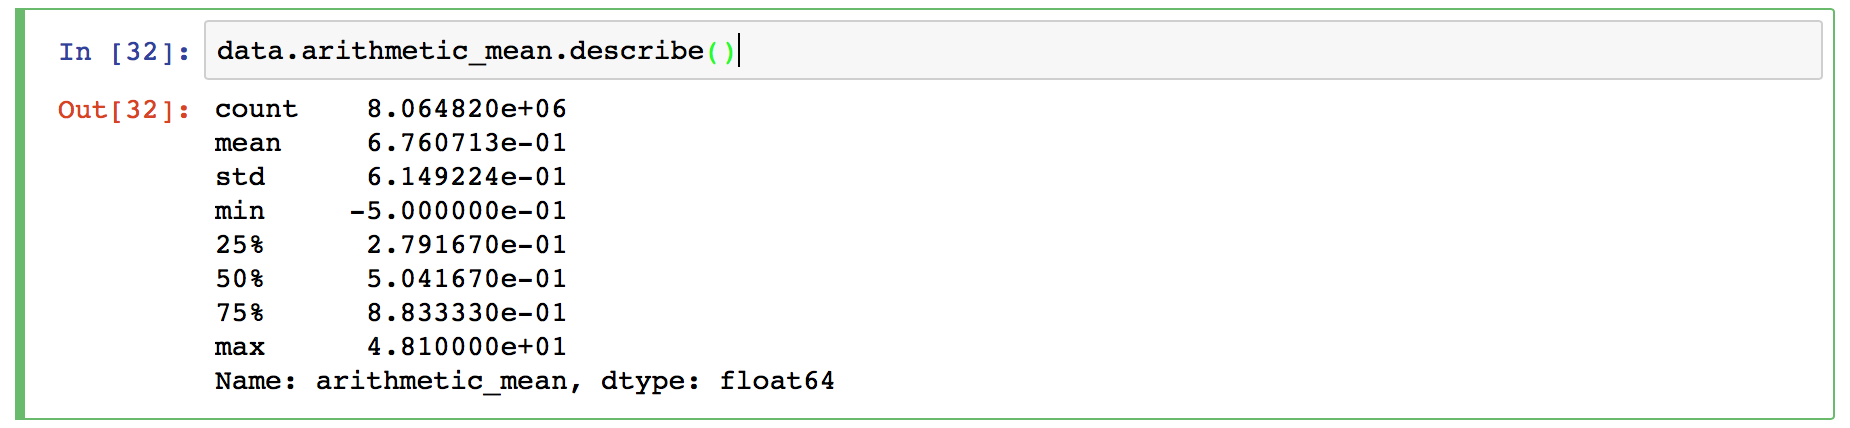 In [32]: data.arithmetic_mean.describe()
Out[32]: count    8.064820e+06
mean     6.760713e-01
std      6.149224e-01
min     -5.000000e-01
25%      2.791670e-01
50%      5.041670e-01
75%      8.833330e-01
max      4.810000e+01
Name: arithmetic_mean, dtype: float64